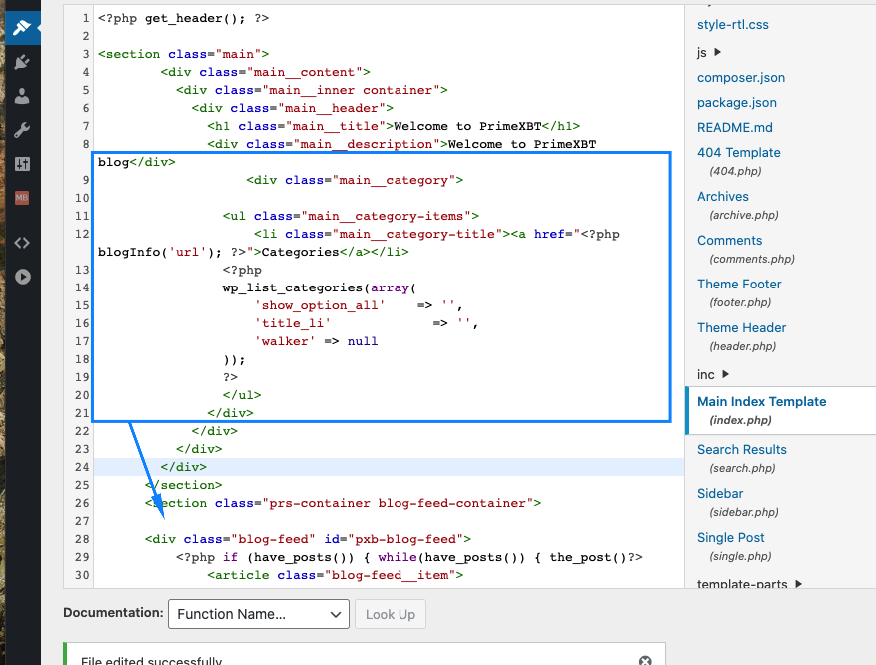 1 <?php get_header(); ?>
2
3 <section class="main">
4 <div class="main__content">
5 <div class="main__inner container">
6 <div class="main__header">
7 <h1 class="main__title">Welcome to PrimeXBT</h1>
8 <div class="main__description">Welcome to PrimeXBT
blog</div>
9 <div class="main__category">
10
11 <ul class="main__category-items">
12 <li class="main__category-title"><a href="<?php
blogInfo('url'); ?>">Categories</a></li>
13 <?php
14 wp_list_categories(array(
15 'show_option_all' => '',
16 'title_li' => '',
17 'walker' => null
18 ));
19 ?>
20 </ul>
21 </div>
22 </div>
23 </div>
24 </div>
25 </section>
26 <section class="prs-container blog-feed-container">
27
28 <div class="blog-feed" id="pxb-blog-feed">
29 <?php if (have_posts()) { while(have_posts()) { the_post()?>
30 <article class="blog-feed__item">
style-rtl.css
js
composer.json
package.json
README.md
404 Template
(404.php)
Archives
(archive.php)
Comments
(comments.php)
Theme Footer
(footer.php)
Theme Header
(header.php)
inc
Main Index Template
(index.php)
Search Results
(search.php)
Sidebar
(sidebar.php)
Single Post
(single.php)
template-parts
MB
Documentation: Function Name... Look Up
File edited successfully